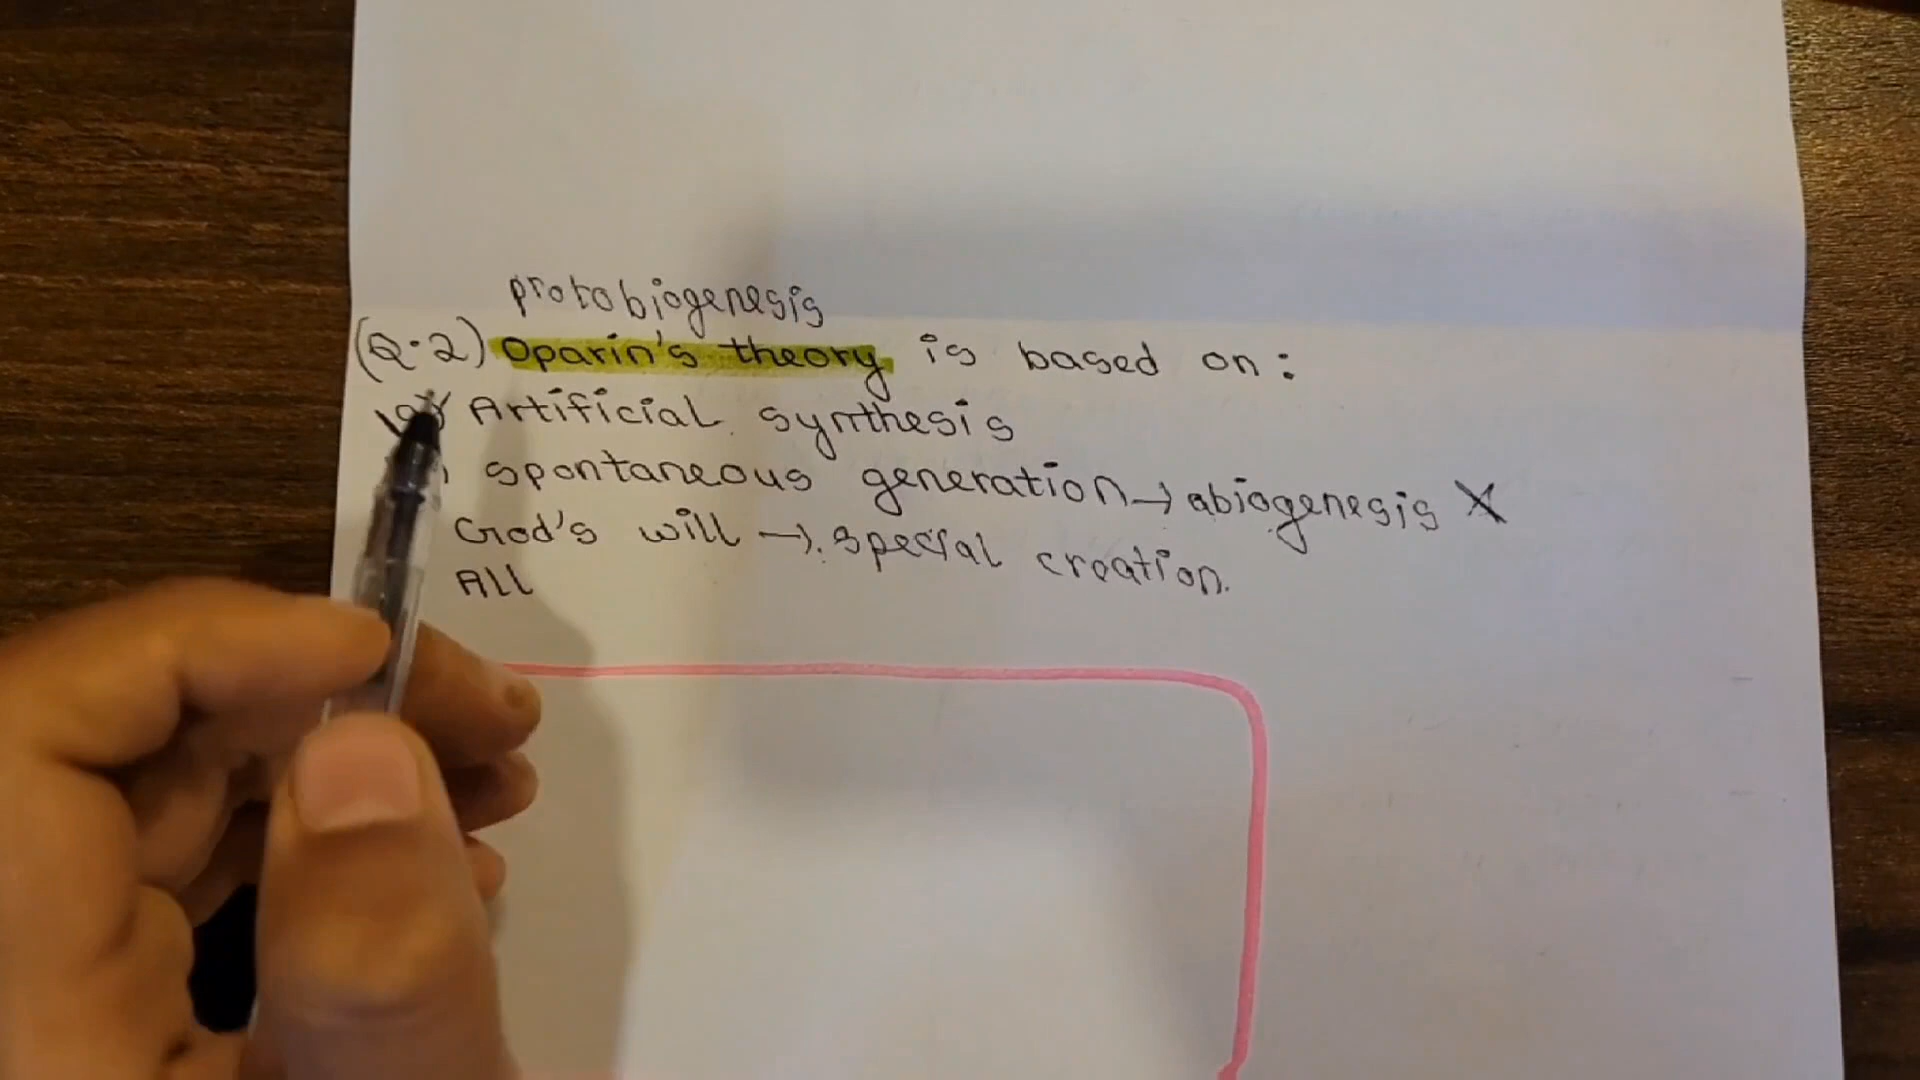 protobiogenesis
(Q.2) Oparin's theory is based on:
Artificial synthesis
spontaneous generation → abiogenesis X
God's will → special creation.
All